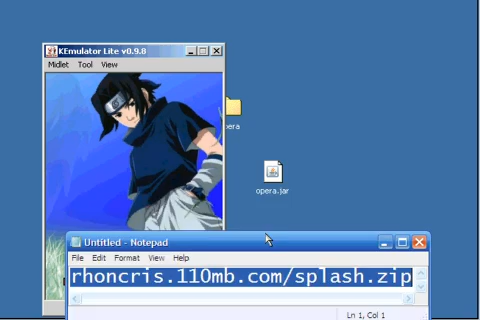 KEmulator Lite v0.9.8
Midlet Tool View
opera.jar
Untitled - Notepad
File Edit Format View Help
rhoncris.110mb.com/splash.zip
Ln 1, Col 1